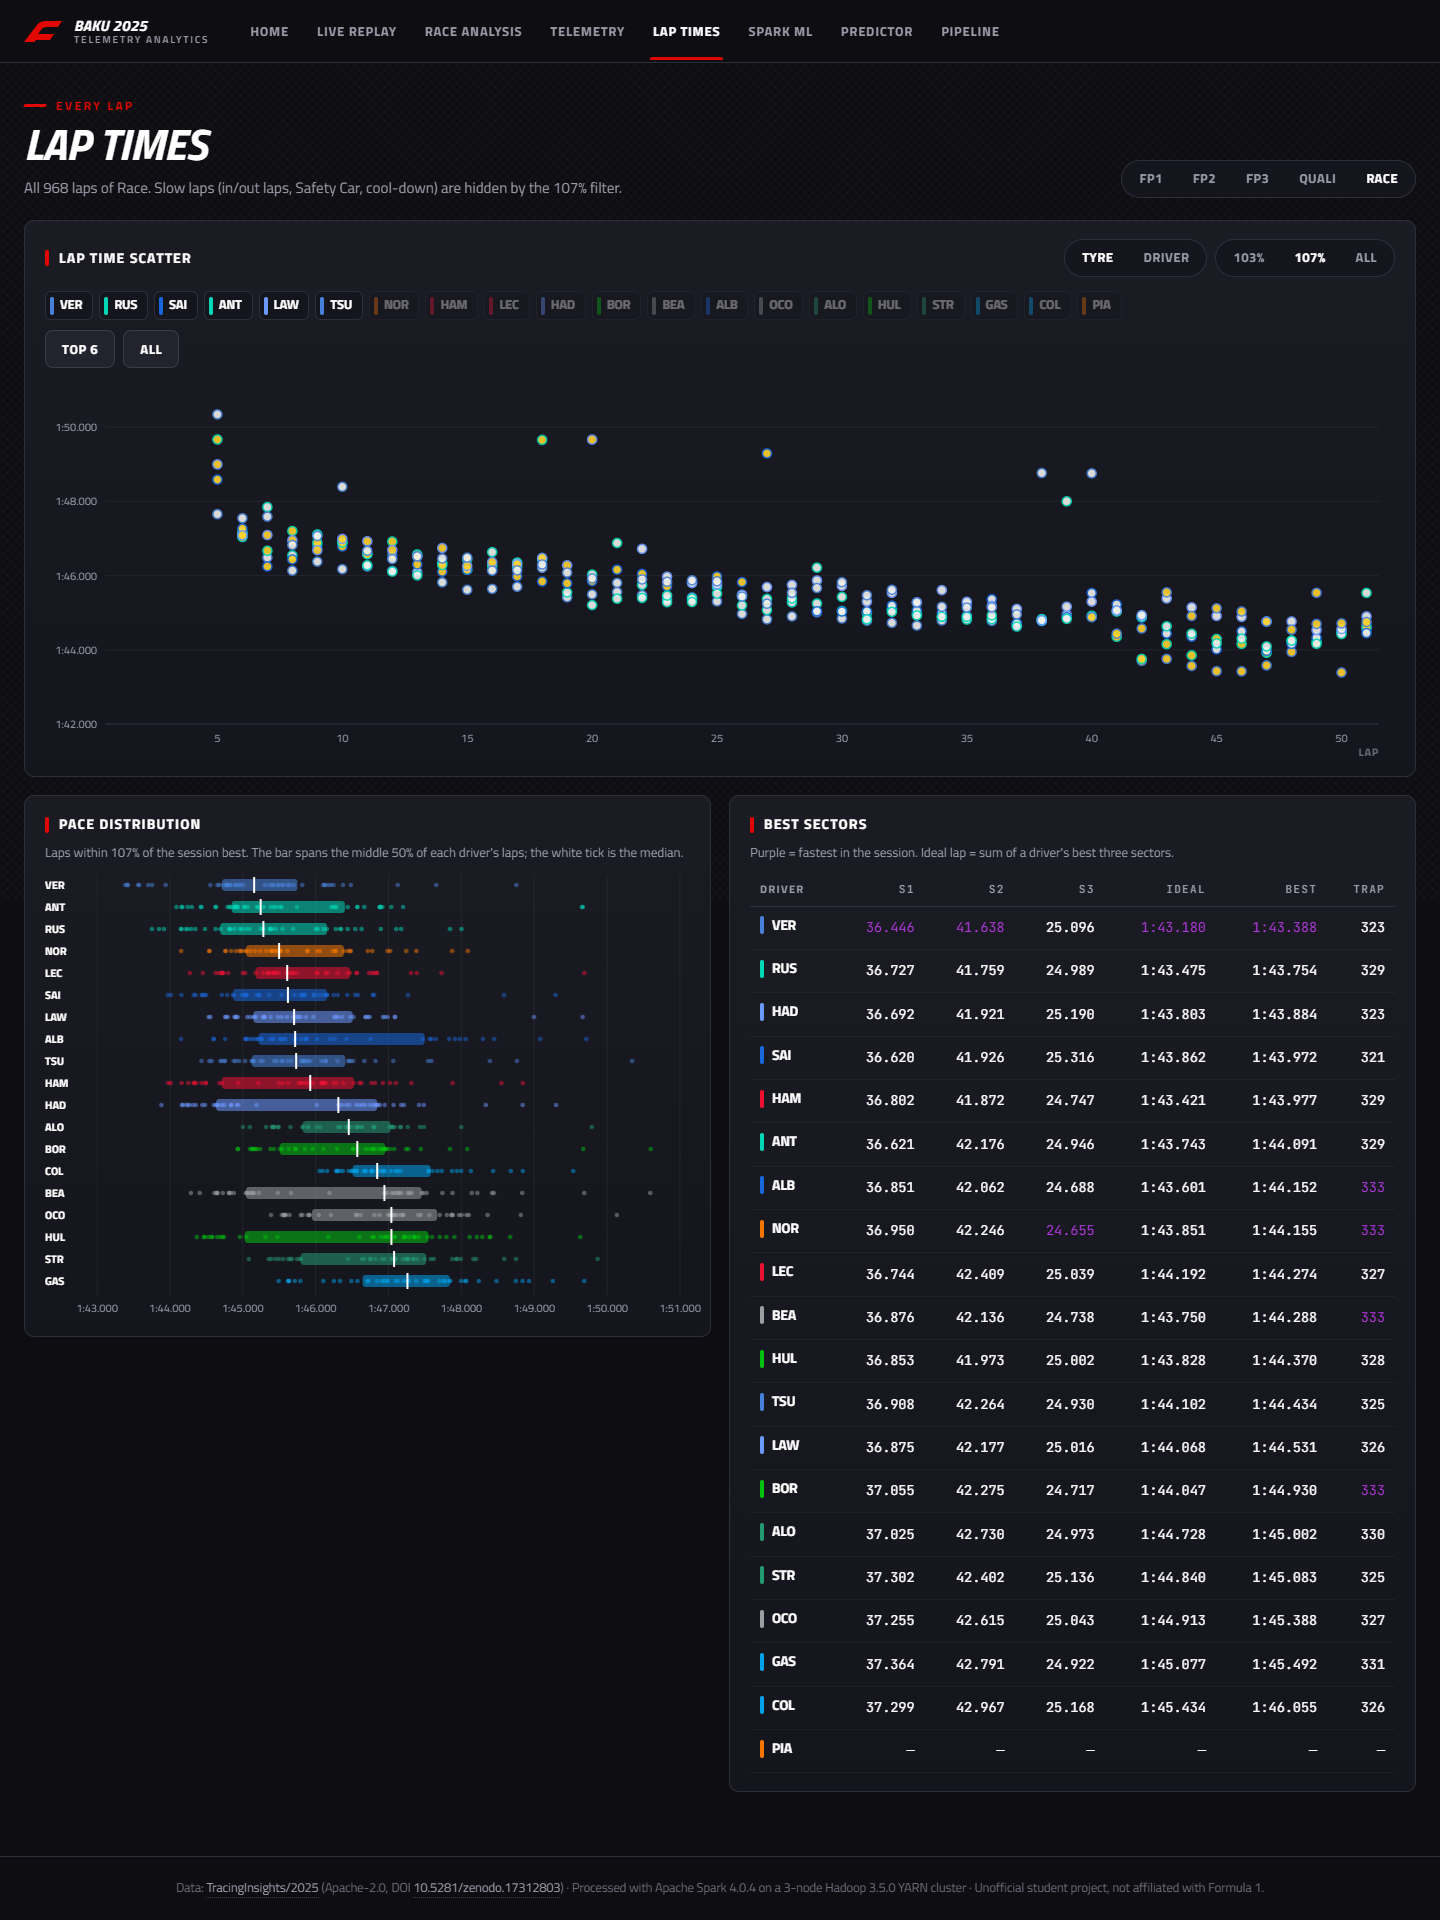 BAKU 2025
TELEMETRY ANALYTICS
HOME LIVE REPLAY RACE ANALYSIS TELEMETRY LAP TIMES SPARK ML PREDICTOR PIPELINE
EVERY LAP
LAP TIMES
All 968 laps of Race. Slow laps (in/out laps, Safety Car, cool-down) are hidden by the 107% filter.
FP1 FP2 FP3 QUALI RACE
LAP TIME SCATTER
TYRE DRIVER 103% 107% ALL
VER RUS SAI ANT LAW TSU NOR HAM LEC HAD BOR BEA ALB OCO ALO HUL STR GAS COL PIA
TOP 6 ALL
1:50.000
1:48.000
1:46.000
1:44.000
1:42.000
5 10 15 20 25 30 35 40 45 50
LAP
PACE DISTRIBUTION
Laps within 107% of the session best. The bar spans the middle 50% of each driver's laps; the white tick is the median.
VER
ANT
RUS
NOR
LEC
SAI
LAW
ALB
TSU
HAM
HAD
ALO
BOR
COL
BEA
OCO
HUL
STR
GAS
1:43.000 1:44.000 1:45.000 1:46.000 1:47.000 1:48.000 1:49.000 1:50.000 1:51.000
BEST SECTORS
Purple = fastest in the session. Ideal lap = sum of a driver's best three sectors.
DRIVER S1 S2 S3 IDEAL BEST TRAP
VER 36.446 41.638 25.096 1:43.180 1:43.388 323
RUS 36.727 41.759 24.989 1:43.475 1:43.754 329
HAD 36.692 41.921 25.190 1:43.803 1:43.884 323
SAI 36.620 41.926 25.316 1:43.862 1:43.972 321
HAM 36.802 41.872 24.747 1:43.421 1:43.977 329
ANT 36.621 42.176 24.946 1:43.743 1:44.091 329
ALB 36.851 42.062 24.688 1:43.601 1:44.152 333
NOR 36.950 42.246 24.655 1:43.851 1:44.155 333
LEC 36.744 42.409 25.039 1:44.192 1:44.274 327
BEA 36.876 42.136 24.738 1:43.750 1:44.288 333
HUL 36.853 41.973 25.002 1:43.828 1:44.370 328
TSU 36.908 42.264 24.930 1:44.102 1:44.434 325
LAW 36.875 42.177 25.016 1:44.068 1:44.531 326
BOR 37.055 42.275 24.717 1:44.047 1:44.930 333
ALO 37.025 42.730 24.973 1:44.728 1:45.002 330
STR 37.302 42.402 25.136 1:44.840 1:45.083 325
OCO 37.255 42.615 25.043 1:44.913 1:45.388 327
GAS 37.364 42.791 24.922 1:45.077 1:45.492 331
COL 37.299 42.967 25.168 1:45.434 1:46.055 326
PIA — — — — — —
Data: TracingInsights/2025 (Apache-2.0, DOI 10.5281/zenodo.17312803) · Processed with Apache Spark 4.0.4 on a 3-node Hadoop 3.5.0 YARN cluster · Unofficial student project, not affiliated with Formula 1.